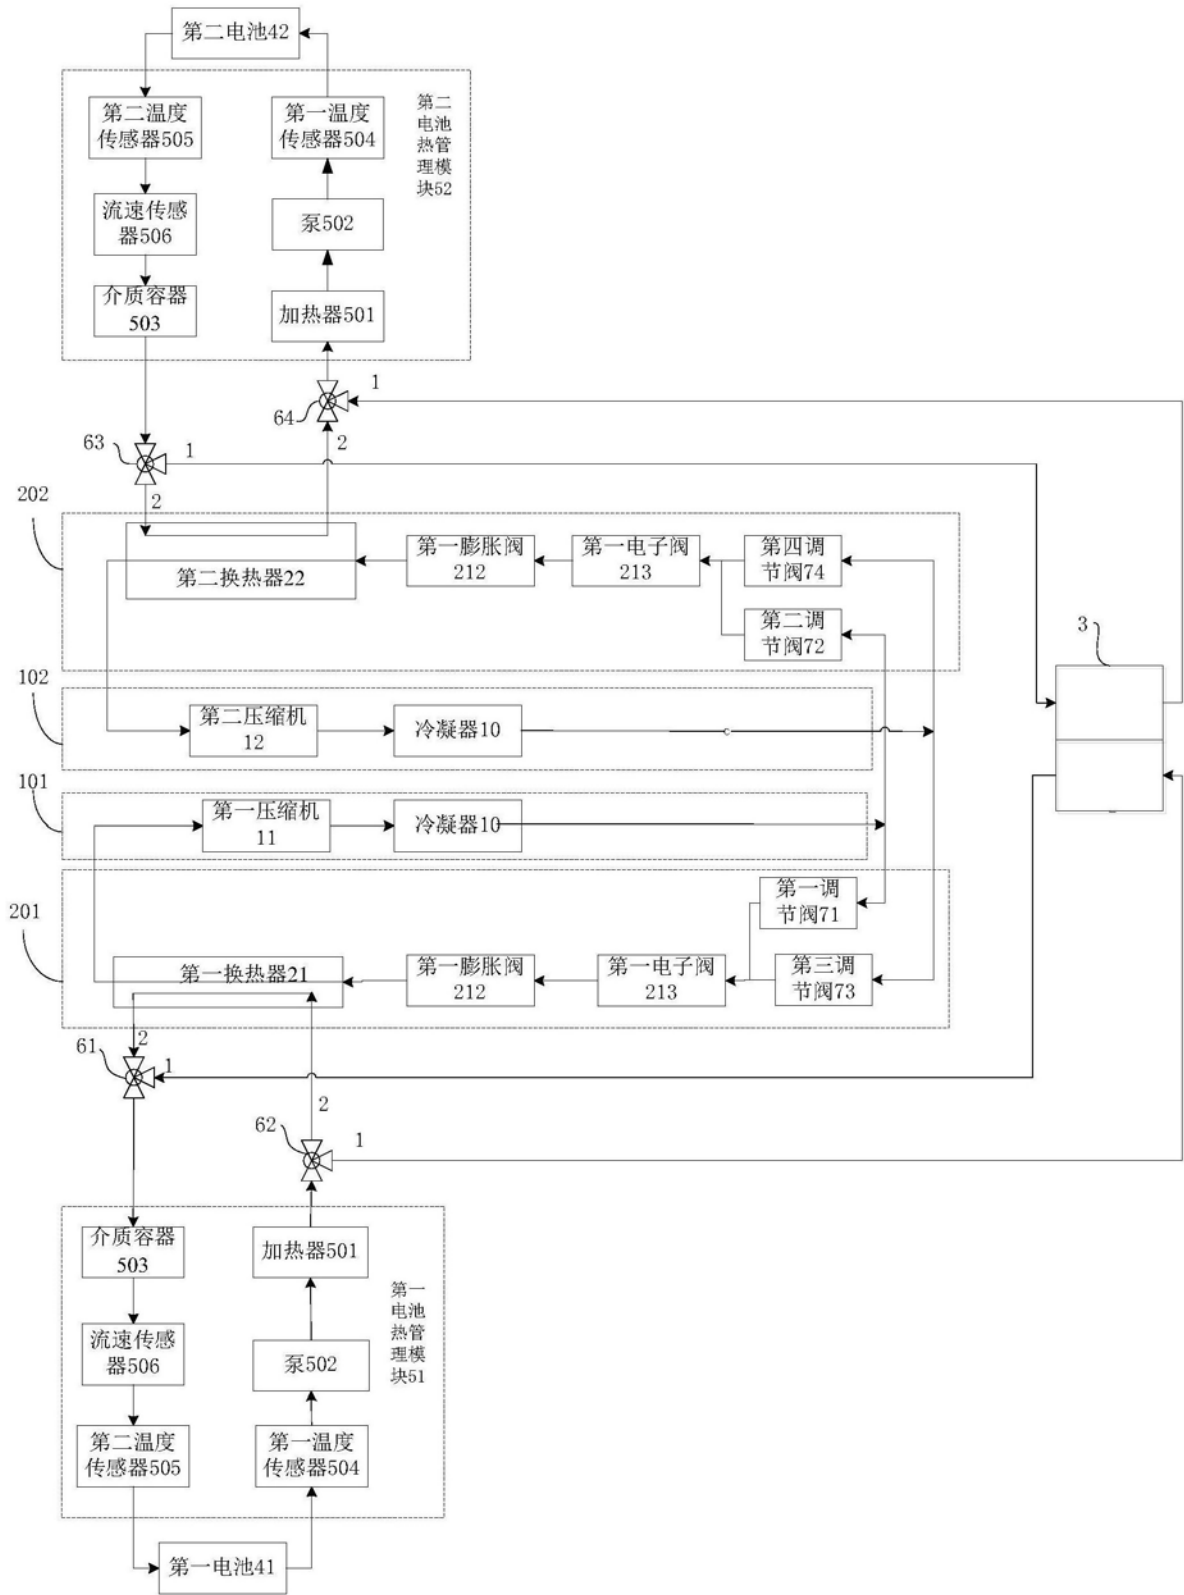 第二电池42
第二温度
传感器505
第一温度
传感器504
第二
电池
热管
理模
块52
流速传感
器506
泵502
介质容器
503
加热器501
1
64
2
63
1
2
202
第二换热器22
第一膨胀阀
212
第一电子阀
213
第四调
节阀74
第二调
节阀72
3
102
第二压缩机
12
冷凝器10
c
101
第一压缩机
11
冷凝器10
201
第一调
节阀71
第一换热器21
第一膨胀阀
212
第一电子阀
213
第三调
节阀73
2
61
1
2
62
1
介质容器
503
加热器501
第一
电池
热管
理模
块51
流速传感
器506
泵502
第二温度
传感器505
第一温度
传感器504
第一电池41